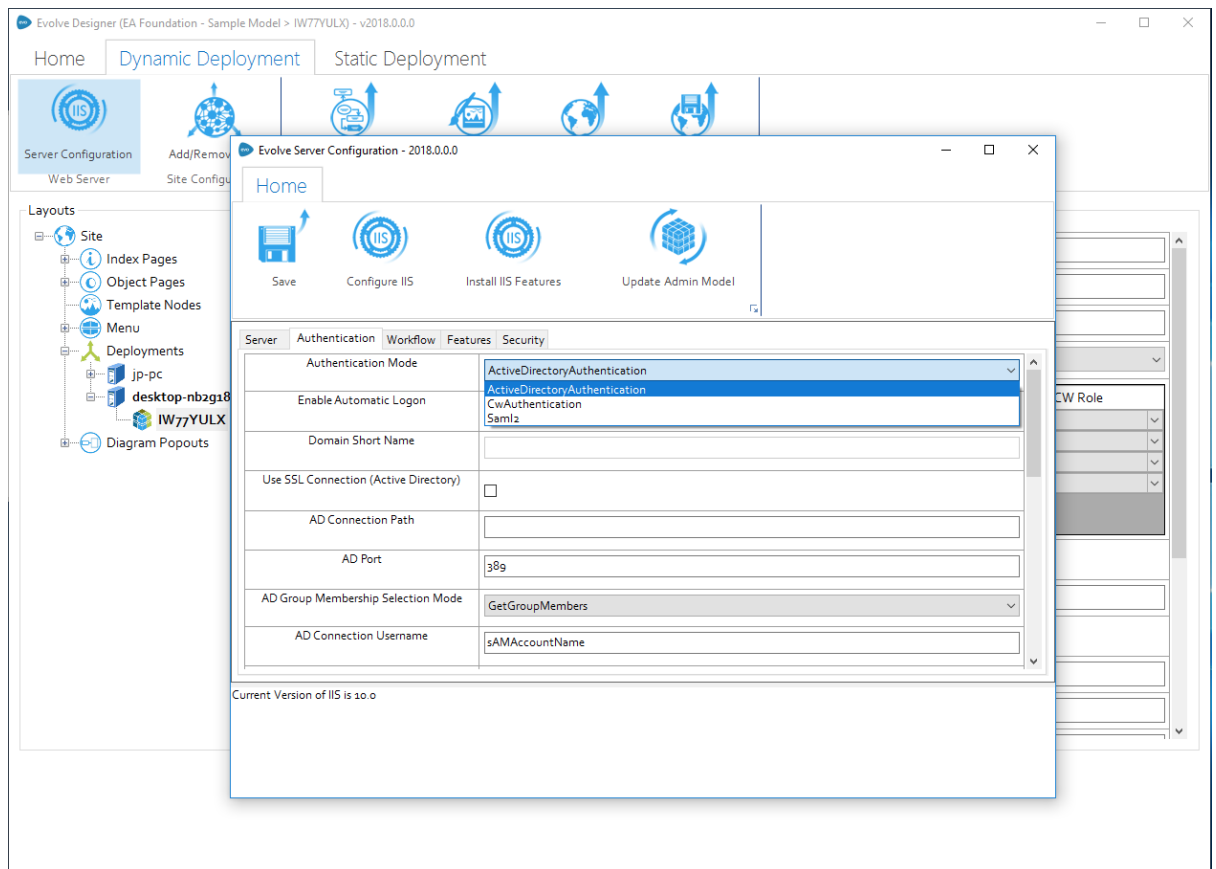 Evolve Designer (EA Foundation - Sample Model > IW77YULX) - v2018.0.0.0
Home Dynamic Deployment Static Deployment
IIS
Server Configuration Add/Remov
Web Server Site Configu
Evolve Server Configuration - 2018.0.0.0
Home
IIS IIS
Save Configure IIS Install IIS Features Update Admin Model
Layouts
Site
Index Pages
Object Pages
Template Nodes
Menu
Deployments
jp-pc
desktop-nb2g18
IW77YULX
Diagram Popouts
Server Authentication Workflow Features Security
Authentication Mode ActiveDirectoryAuthentication
ActiveDirectoryAuthentication
CwAuthentication
Saml2
Enable Automatic Logon
Domain Short Name
Use SSL Connection (Active Directory)
AD Connection Path
AD Port 389
AD Group Membership Selection Mode GetGroupMembers
AD Connection Username sAMAccountName
Current Version of IIS is 10.0
CW Role